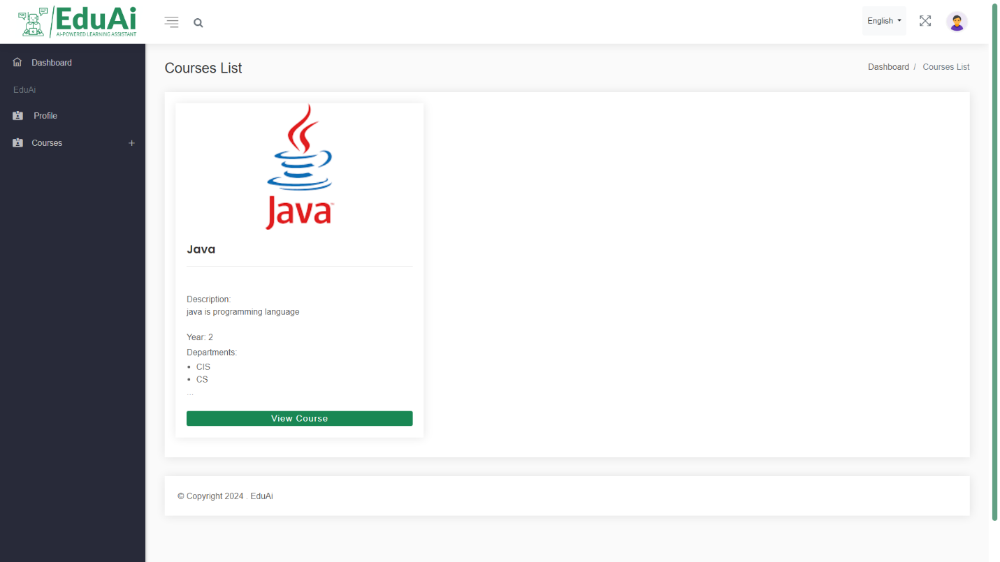 EduAi
AI-POWERED LEARNING ASSISTANT
English
Dashboard
EduAi
Profile
Courses
Courses List
Dashboard / Courses List
Java™
Java
Description:
java is programming language
Year: 2
Departments:
• CIS
• CS
...
View Course
© Copyright 2024 . EduAi